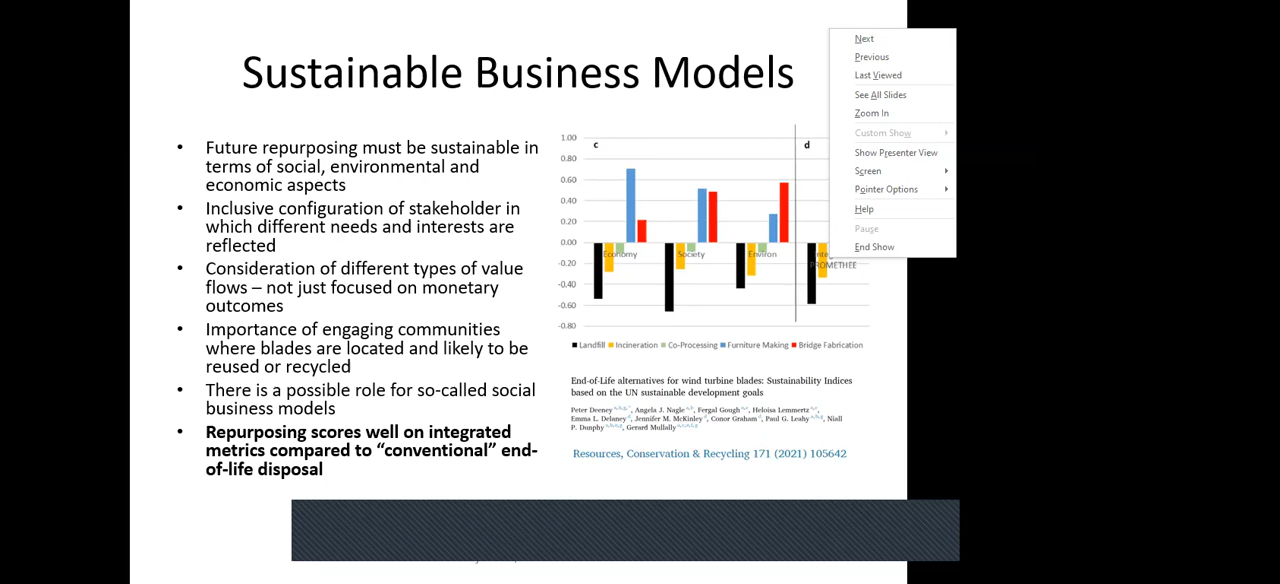 Sustainable Business Models
• Future repurposing must be sustainable in
terms of social, environmental and
economic aspects
• Inclusive configuration of stakeholder in
which different needs and interests are
reflected
• Consideration of different types of value
flows – not just focused on monetary
outcomes
• Importance of engaging communities
where blades are located and likely to be
reused or recycled
• There is a possible role for so-called social
business models
• Repurposing scores well on integrated
metrics compared to “conventional” end-
of-life disposal
1.00
0.80
0.60
0.40
0.20
0.00
-0.20
-0.40
-0.60
-0.80
c
d
Economy
Society
Environ
PROMETHEE
Landfill Incineration Co-Processing Furniture Making Bridge Fabrication
End-of-Life alternatives for wind turbine blades: Sustainability Indices
based on the UN sustainable development goals
Peter Deeney, Angela J. Nagle, Fergal Gough, Heloisa Lemmertz,
Emma L. Delaney, Jennifer M. McKinley, Conor Graham, Paul G. Leahy, Niall
P. Dunphy, Gerard Mullally
Resources, Conservation & Recycling 171 (2021) 105642
Next
Previous
Last Viewed
See All Slides
Zoom In
Custom Show
Show Presenter View
Screen
Pointer Options
Help
Pause
End Show